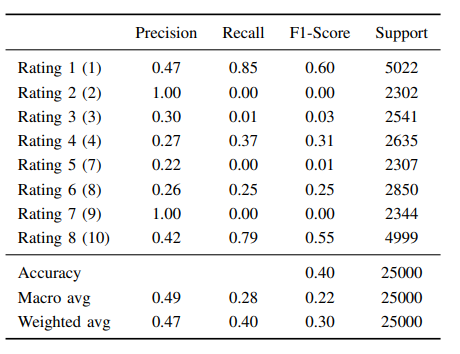 Precision Recall F1-Score Support
Rating 1 (1) 0.47 0.85 0.60 5022
Rating 2 (2) 1.00 0.00 0.00 2302
Rating 3 (3) 0.30 0.01 0.03 2541
Rating 4 (4) 0.27 0.37 0.31 2635
Rating 5 (7) 0.22 0.00 0.01 2307
Rating 6 (8) 0.26 0.25 0.25 2850
Rating 7 (9) 1.00 0.00 0.00 2344
Rating 8 (10) 0.42 0.79 0.55 4999
Accuracy 0.40 25000
Macro avg 0.49 0.28 0.22 25000
Weighted avg 0.47 0.40 0.30 25000